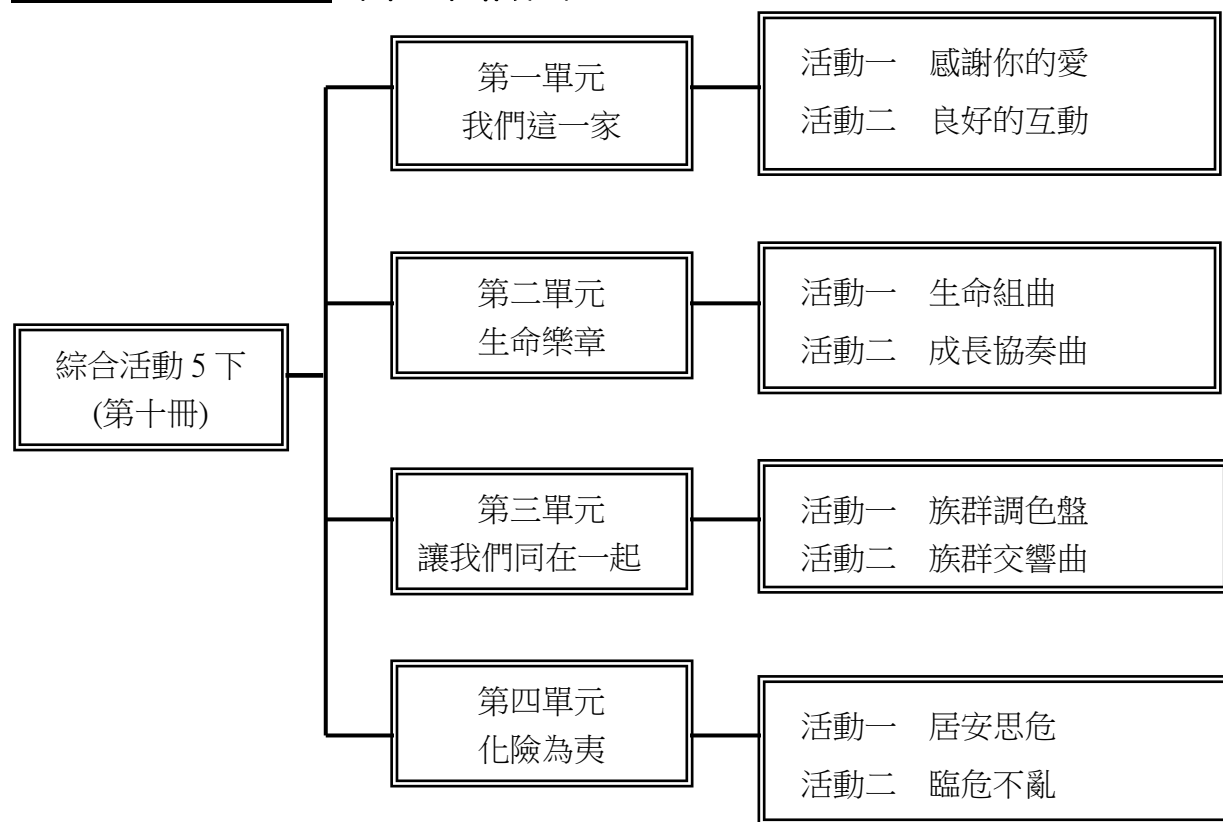 第一單元
我們這一家
活動一　感謝你的愛
活動二　良好的互動
第二單元
生命樂章
活動一　生命組曲
活動二　成長協奏曲
綜合活動 5 下
(第十冊)
第三單元
讓我們同在一起
活動一　族群調色盤
活動二　族群交響曲
第四單元
化險為夷
活動一　居安思危
活動二　臨危不亂